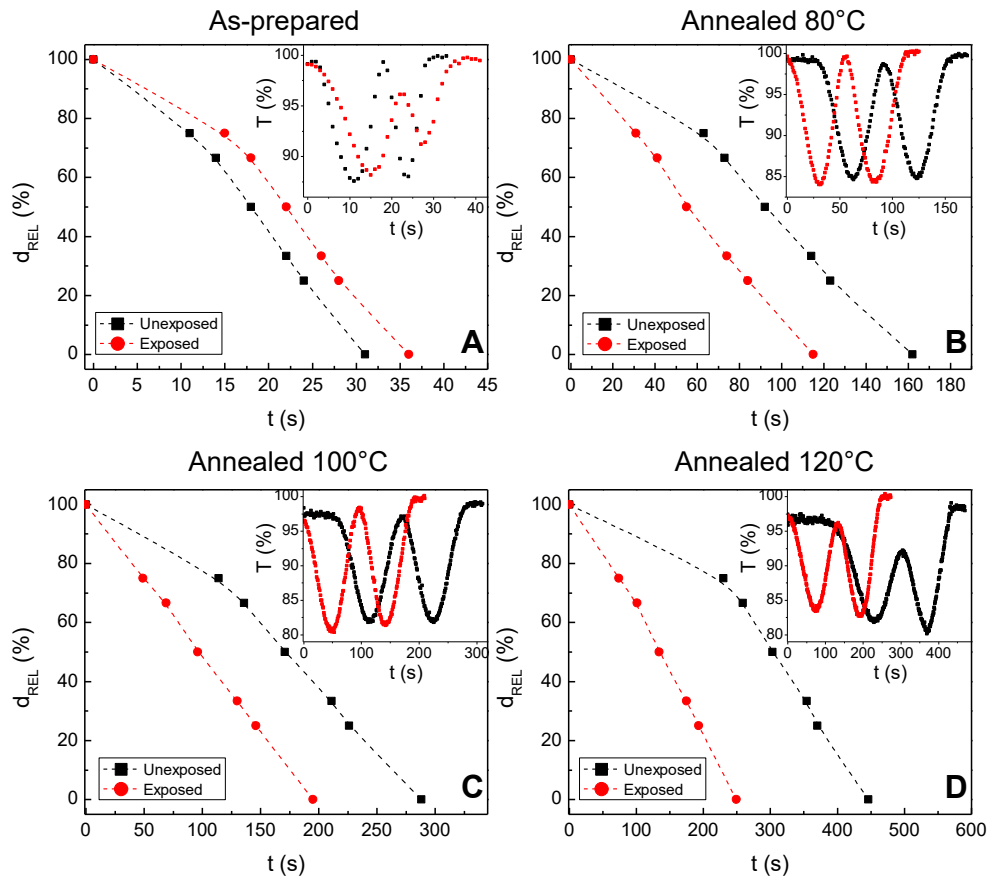 As-prepared
100
80
60
40
20
0
d_REL (%)
0 5 10 15 20 25 30 35 40 45
t (s)
100
95
90
T (%)
0 10 20 30 40
t (s)
Unexposed
Exposed
A
Annealed 80°C
100
80
60
40
20
0
d_REL (%)
0 20 40 60 80 100 120 140 160 180
t (s)
100
95
90
85
T (%)
0 50 100 150
t (s)
Unexposed
Exposed
B
Annealed 100°C
100
80
60
40
20
0
d_REL (%)
0 50 100 150 200 250 300
t (s)
100
95
90
85
80
T (%)
0 100 200 300
t (s)
Unexposed
Exposed
C
Annealed 120°C
100
80
60
40
20
0
d_REL (%)
0 100 200 300 400 500 600
t (s)
100
95
90
85
80
T (%)
0 100 200 300 400
t (s)
Unexposed
Exposed
D